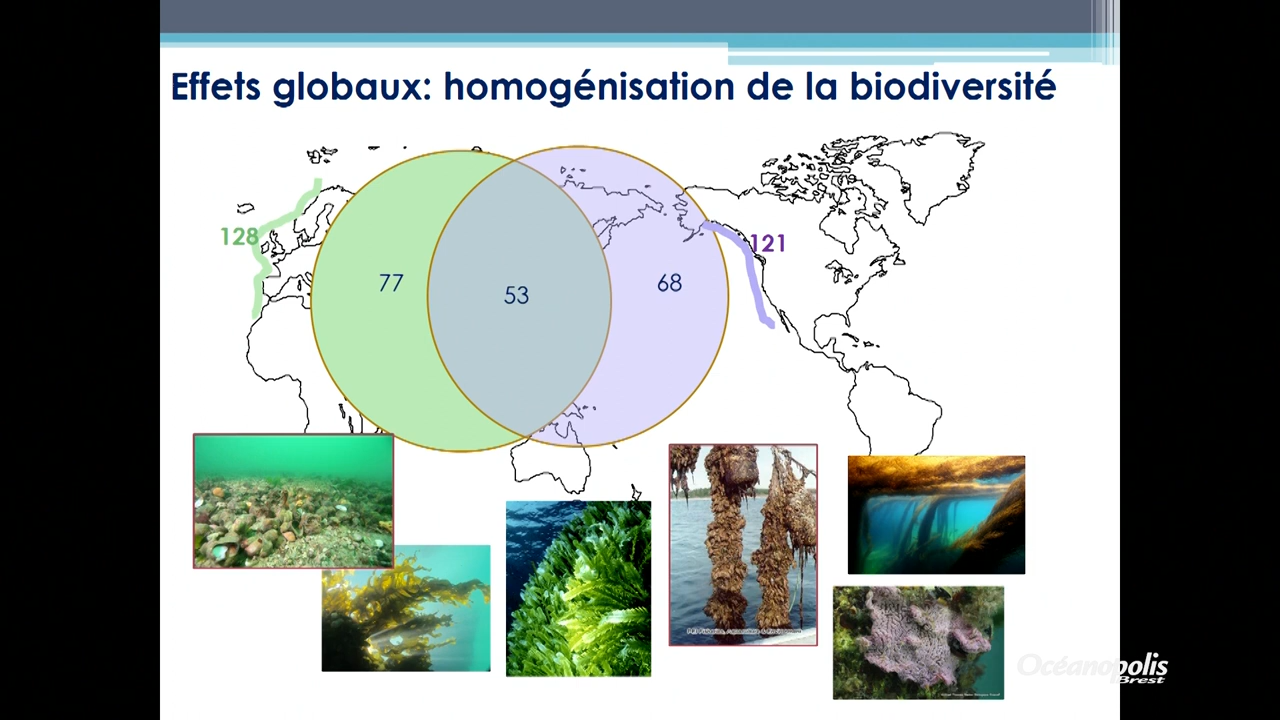 Effets globaux: homogénisation de la biodiversité
128
121
77
53
68
Océanopolis
Brest